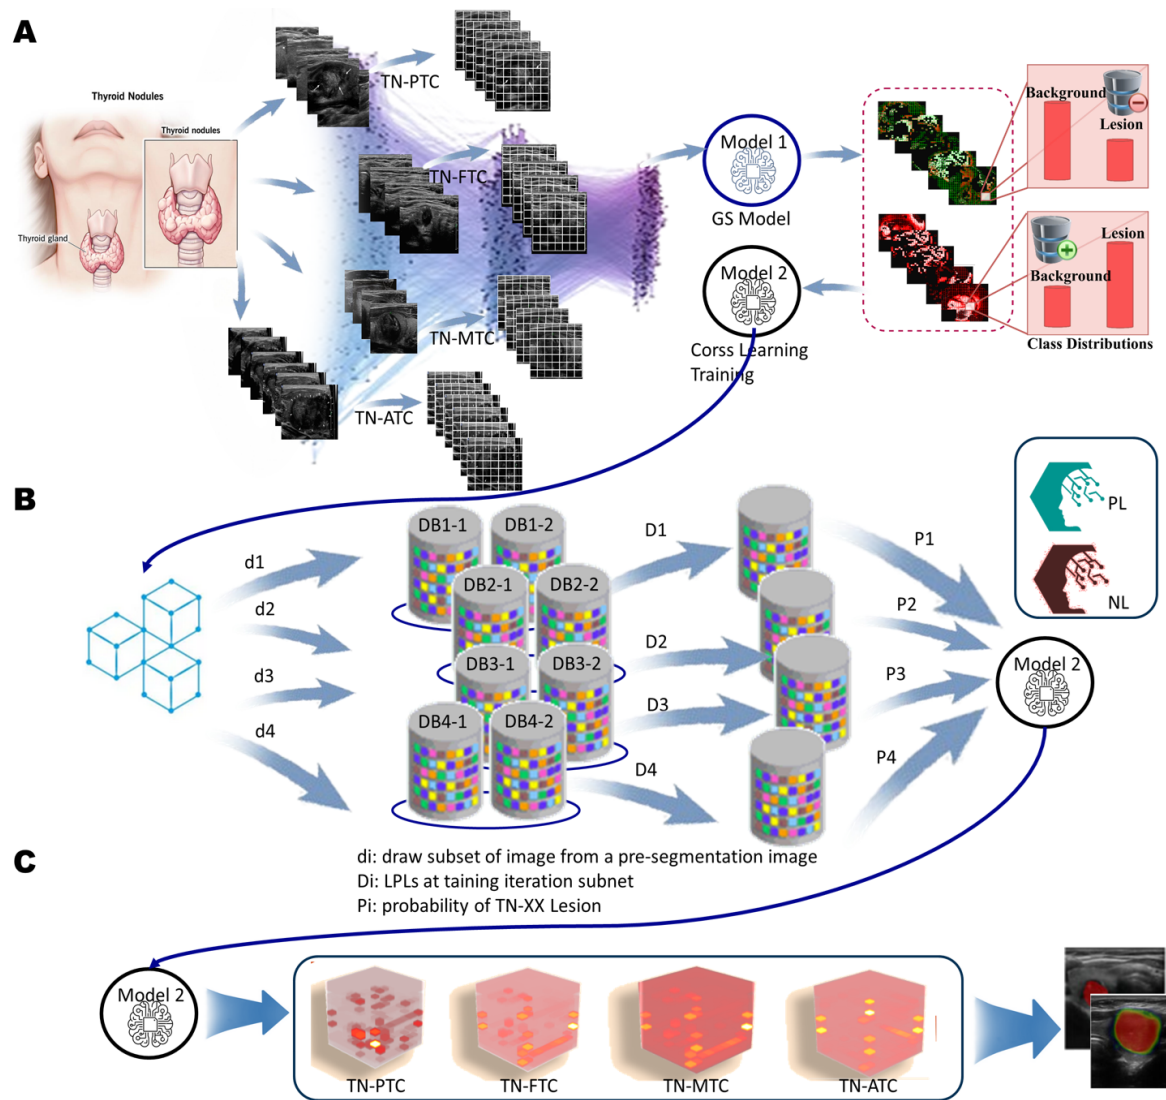 A
Thyroid Nodules
Thyroid nodules
Thyroid gland
TN-PTC
TN-FTC
TN-MTC
TN-ATC
Model 1
GS Model
Model 2
Corss Learning
Training
Background
Lesion
Lesion
Background
Class Distributions
B
d1
d2
d3
d4
DB1-1
DB1-2
DB2-1
DB2-2
DB3-1
DB3-2
DB4-1
DB4-2
D1
D2
D3
D4
P1
P2
P3
P4
PL
NL
Model 2
C
di: draw subset of image from a pre-segmentation image
Di: LPLs at taining iteration subnet
Pi: probability of TN-XX Lesion
Model 2
TN-PTC
TN-FTC
TN-MTC
TN-ATC